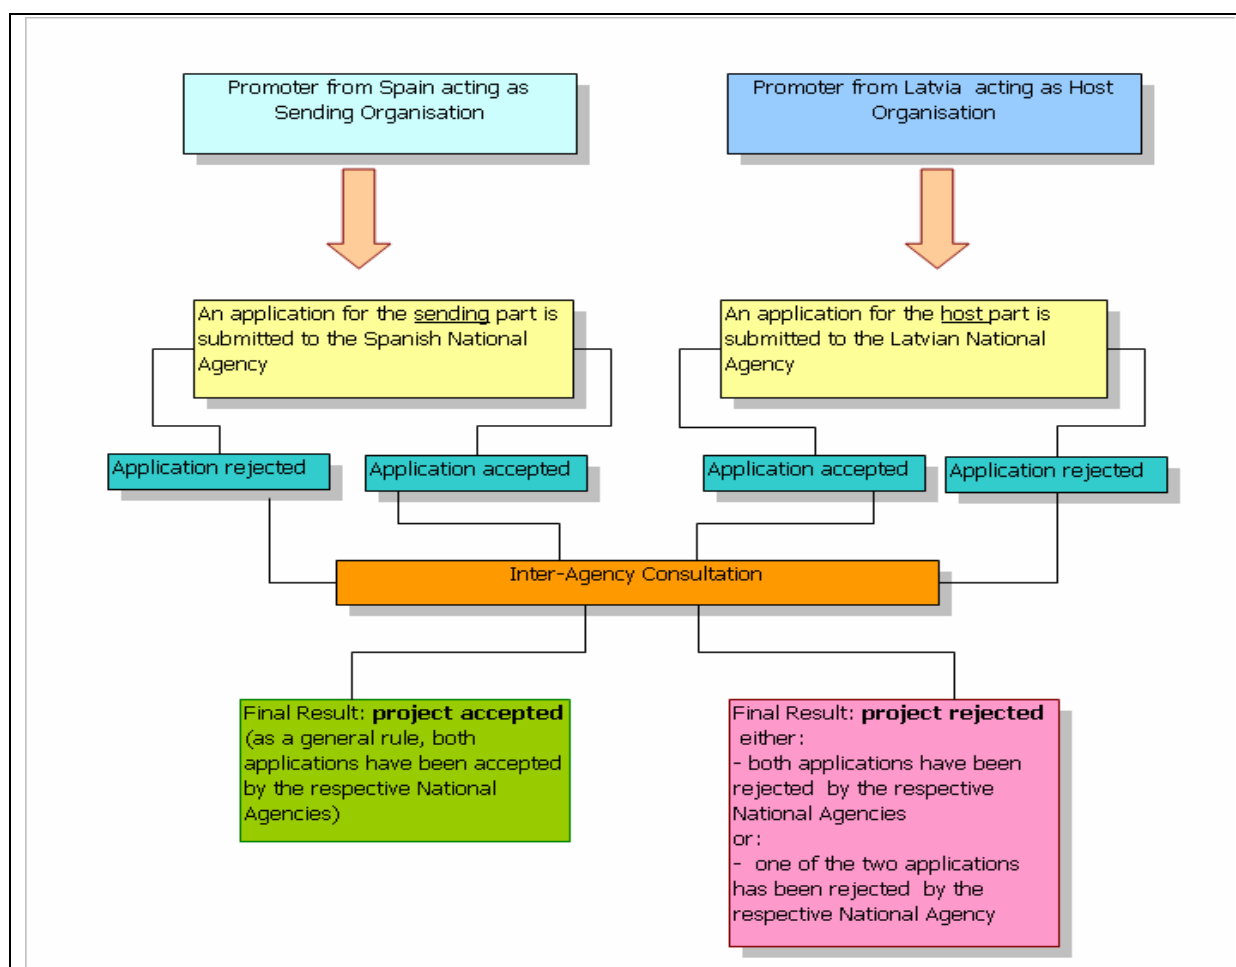 Promoter from Spain acting as
Sending Organisation
Promoter from Latvia  acting as Host
Organisation
An application for the sending part is
submitted to the Spanish National
Agency
An application for the host part is
submitted to the Latvian National
Agency
Application rejected
Application accepted
Application accepted
Application rejected
Inter-Agency Consultation
Final Result: project accepted
(as a general rule, both
applications have been accepted
by the respective National
Agencies)
Final Result: project rejected
either:
- both applications have been
rejected  by the respective
National Agencies
or:
-  one of the two applications
has been rejected  by the
respective National Agency